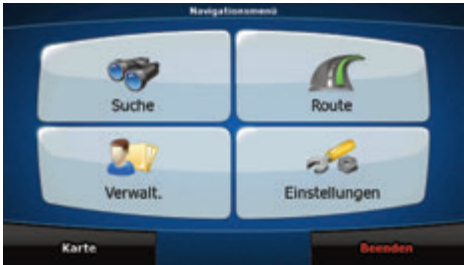 Navigationsmenü
Suche
Route
Verwalt.
Einstellungen
Karte
Beenden